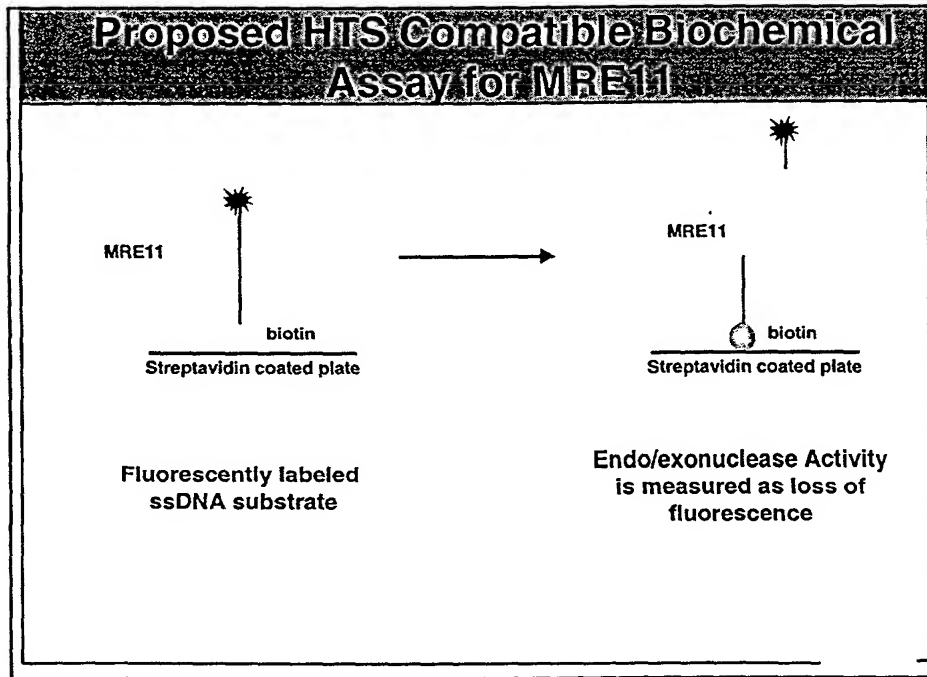 Proposed HTS Compatible Biochemical
Assay for MRE11
MRE11
biotin
Streptavidin coated plate
Fluorescently labeled
ssDNA substrate
MRE11
biotin
Streptavidin coated plate
Endo/exonuclease Activity
is measured as loss of
fluorescence